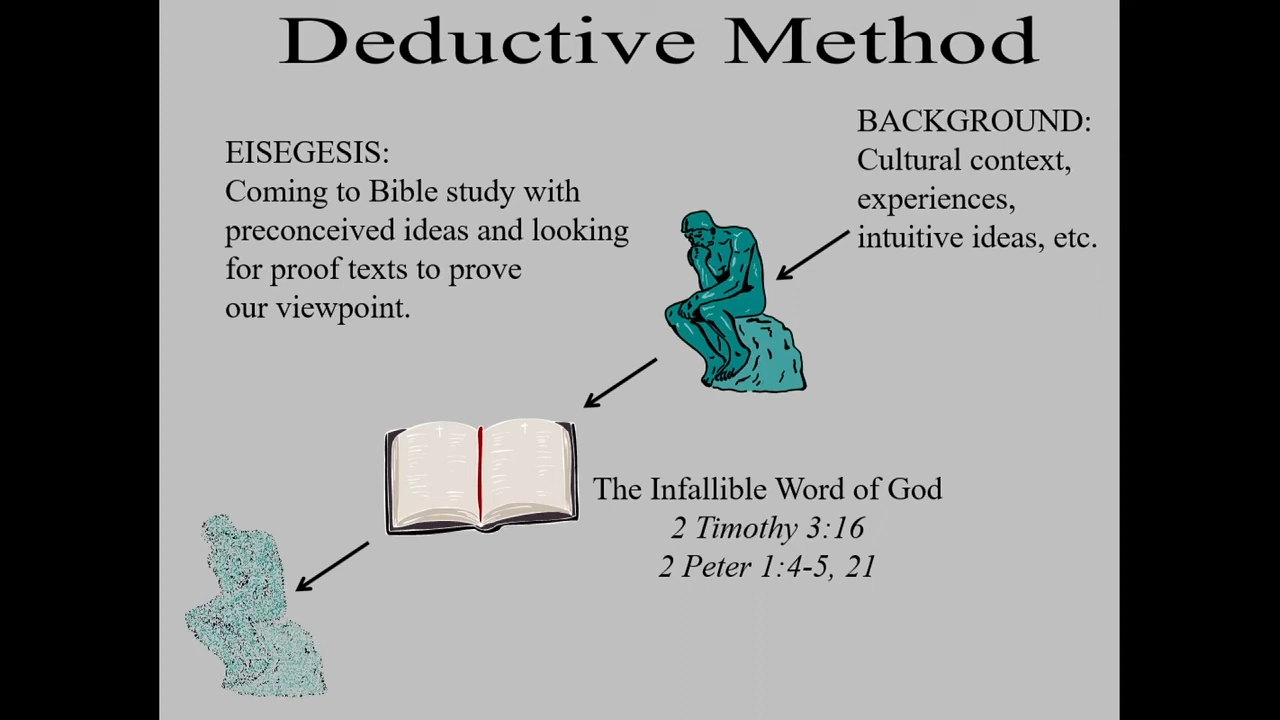 Deductive Method
EISEGESIS:
Coming to Bible study with
preconceived ideas and looking
for proof texts to prove
our viewpoint.
BACKGROUND:
Cultural context,
experiences,
intuitive ideas, etc.
The Infallible Word of God
2 Timothy 3:16
2 Peter 1:4-5, 21